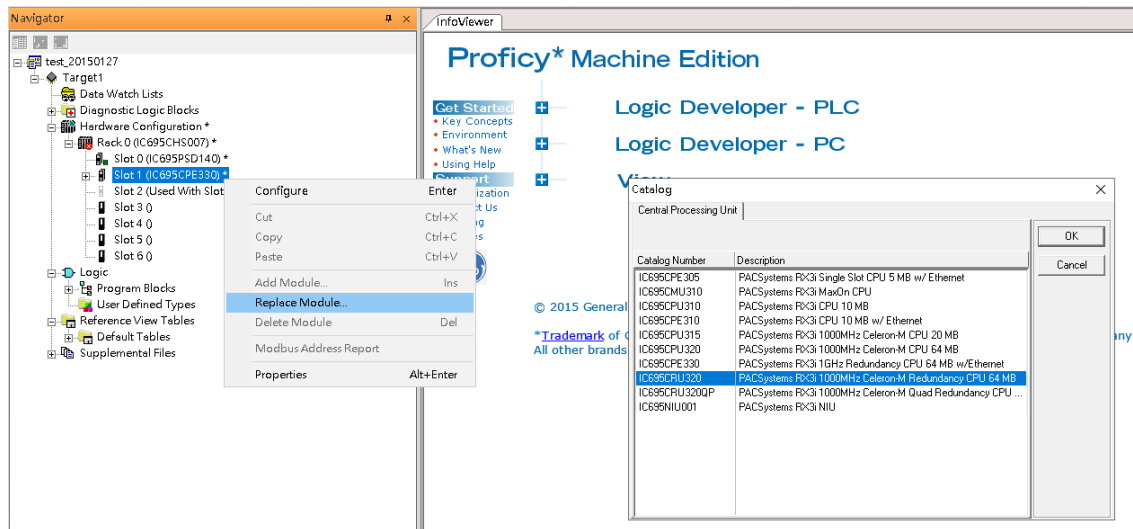 Navigator
test_20150127
Target1
Data Watch Lists
Diagnostic Logic Blocks
Hardware Configuration *
Rack 0 (IC695CHS007) *
Slot 0 (IC695PSD140) *
Slot 1 (IC695CPE330) *
Slot 2 (Used With Slot
Slot 3 ()
Slot 4 ()
Slot 5 ()
Slot 6 ()
Logic
Program Blocks
User Defined Types
Reference View Tables
Default Tables
Supplemental Files
Configure Enter
Cut Ctrl+X
Copy Ctrl+C
Paste Ctrl+V
Add Module... Ins
Replace Module...
Delete Module Del
Modbus Address Report
Properties Alt+Enter
InfoViewer
Proficy* Machine Edition
Get Started
• Key Concepts
• Environment
• What's New
• Using Help
Support
Logic Developer - PLC
Logic Developer - PC
© 2015 General
*Trademark of
All other brands
Catalog
Central Processing Unit
Catalog Number Description
IC695CPE305 PACSystems RX3i Single Slot CPU 5 MB w/ Ethernet
IC695CMU310 PACSystems RX3i MaxOn CPU
IC695CPU310 PACSystems RX3i CPU 10 MB
IC695CPE310 PACSystems RX3i CPU 10 MB w/ Ethernet
IC695CPU315 PACSystems RX3i 1000MHz Celeron-M CPU 20 MB
IC695CPU320 PACSystems RX3i 1000MHz Celeron-M CPU 64 MB
IC695CPE330 PACSystems RX3i 1GHz Redundancy CPU 64 MB w/Ethernet
IC695CRU320 PACSystems RX3i 1000MHz Celeron-M Redundancy CPU 64 MB
IC695CRU320QP PACSystems RX3i 1000MHz Celeron-M Quad Redundancy CPU ...
IC695NIU001 PACSystems RX3i NIU
OK
Cancel